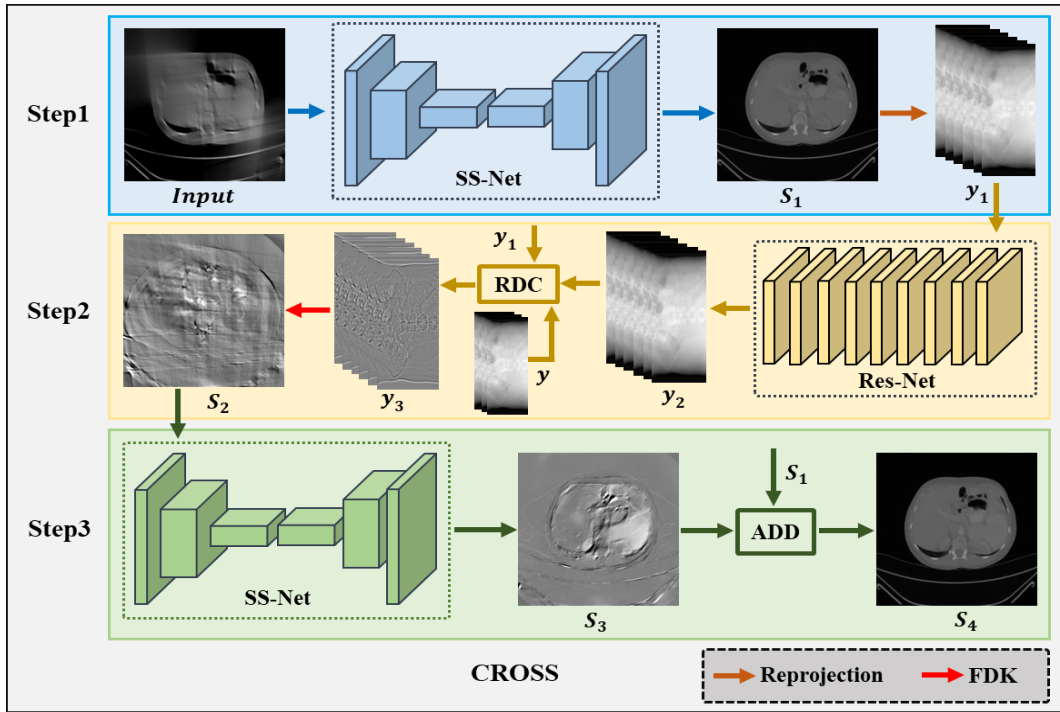 Step1
Input
SS-Net
S₁
y₁
Step2
S₂
y₃
y₁
RDC
y
y₂
Res-Net
Step3
SS-Net
S₃
S₁
ADD
S₄
CROSS
Reprojection
FDK